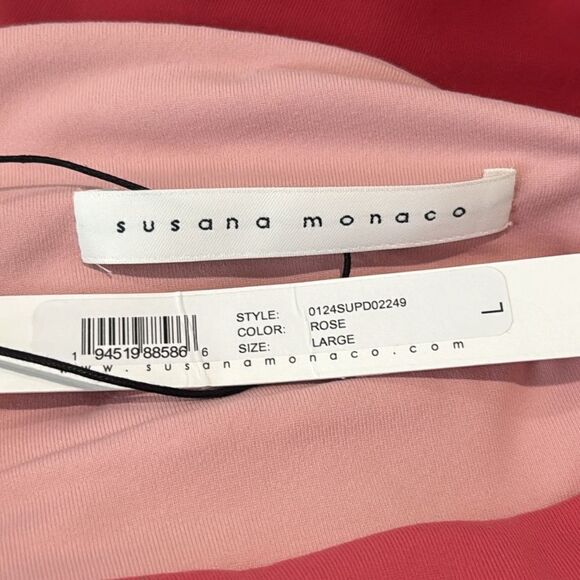 susana monaco
STYLE: 0124SUPD02249
COLOR: ROSE
SIZE: LARGE
L
1 94519 88586 6
www.susanamonaco.com